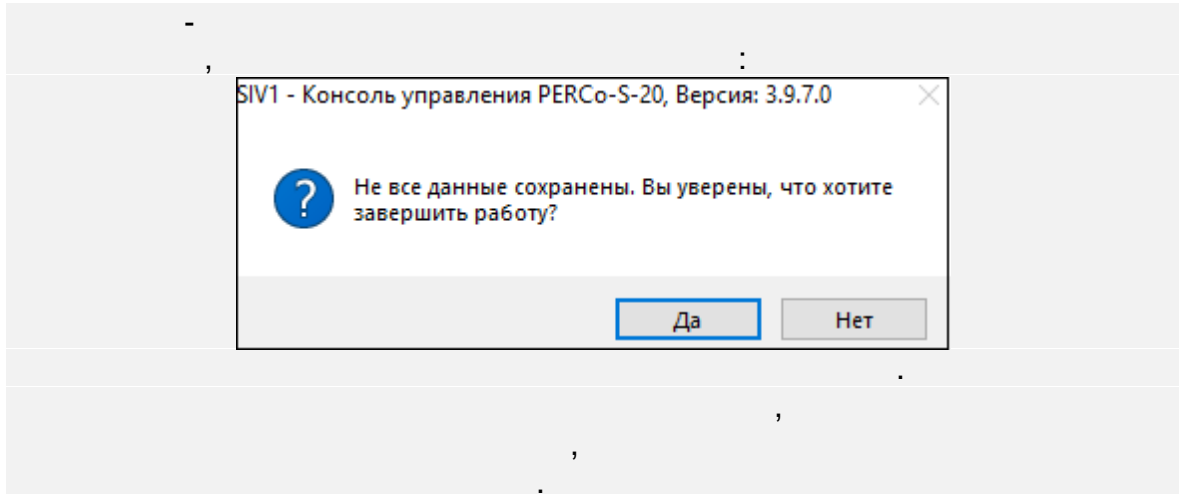 -
, :
SIV1 - Консоль управления PERCo-S-20, Версия: 3.9.7.0
Не все данные сохранены. Вы уверены, что хотите
завершить работу?
Да Нет
.
,
,
.